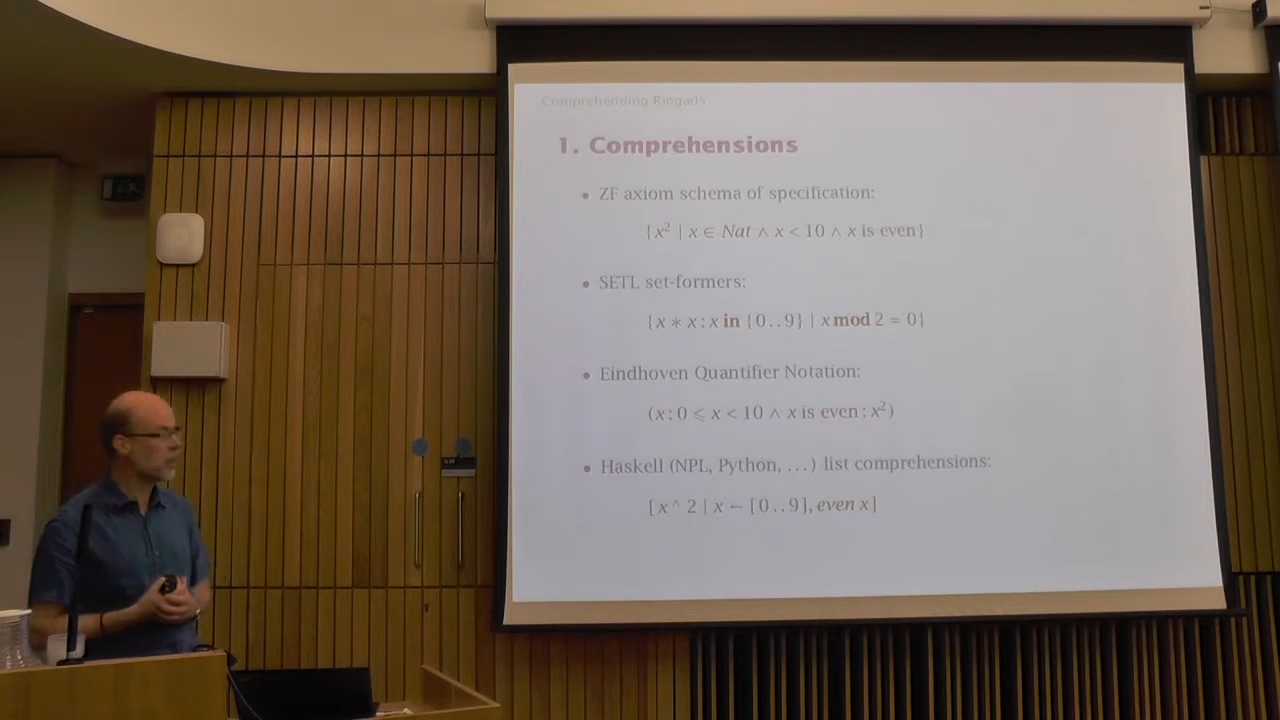 Comprehending Ringads
1. Comprehensions
• ZF axiom schema of specification:
{x² | x ∈ Nat ∧ x < 10 ∧ x is even}
• SETL set-formers:
{x * x : x in {0..9} | x mod 2 = 0}
• Eindhoven Quantifier Notation:
(x : 0 ⩽ x < 10 ∧ x is even : x²)
• Haskell (NPL, Python, ...) list comprehensions:
[x ^ 2 | x ← [0..9], even x]